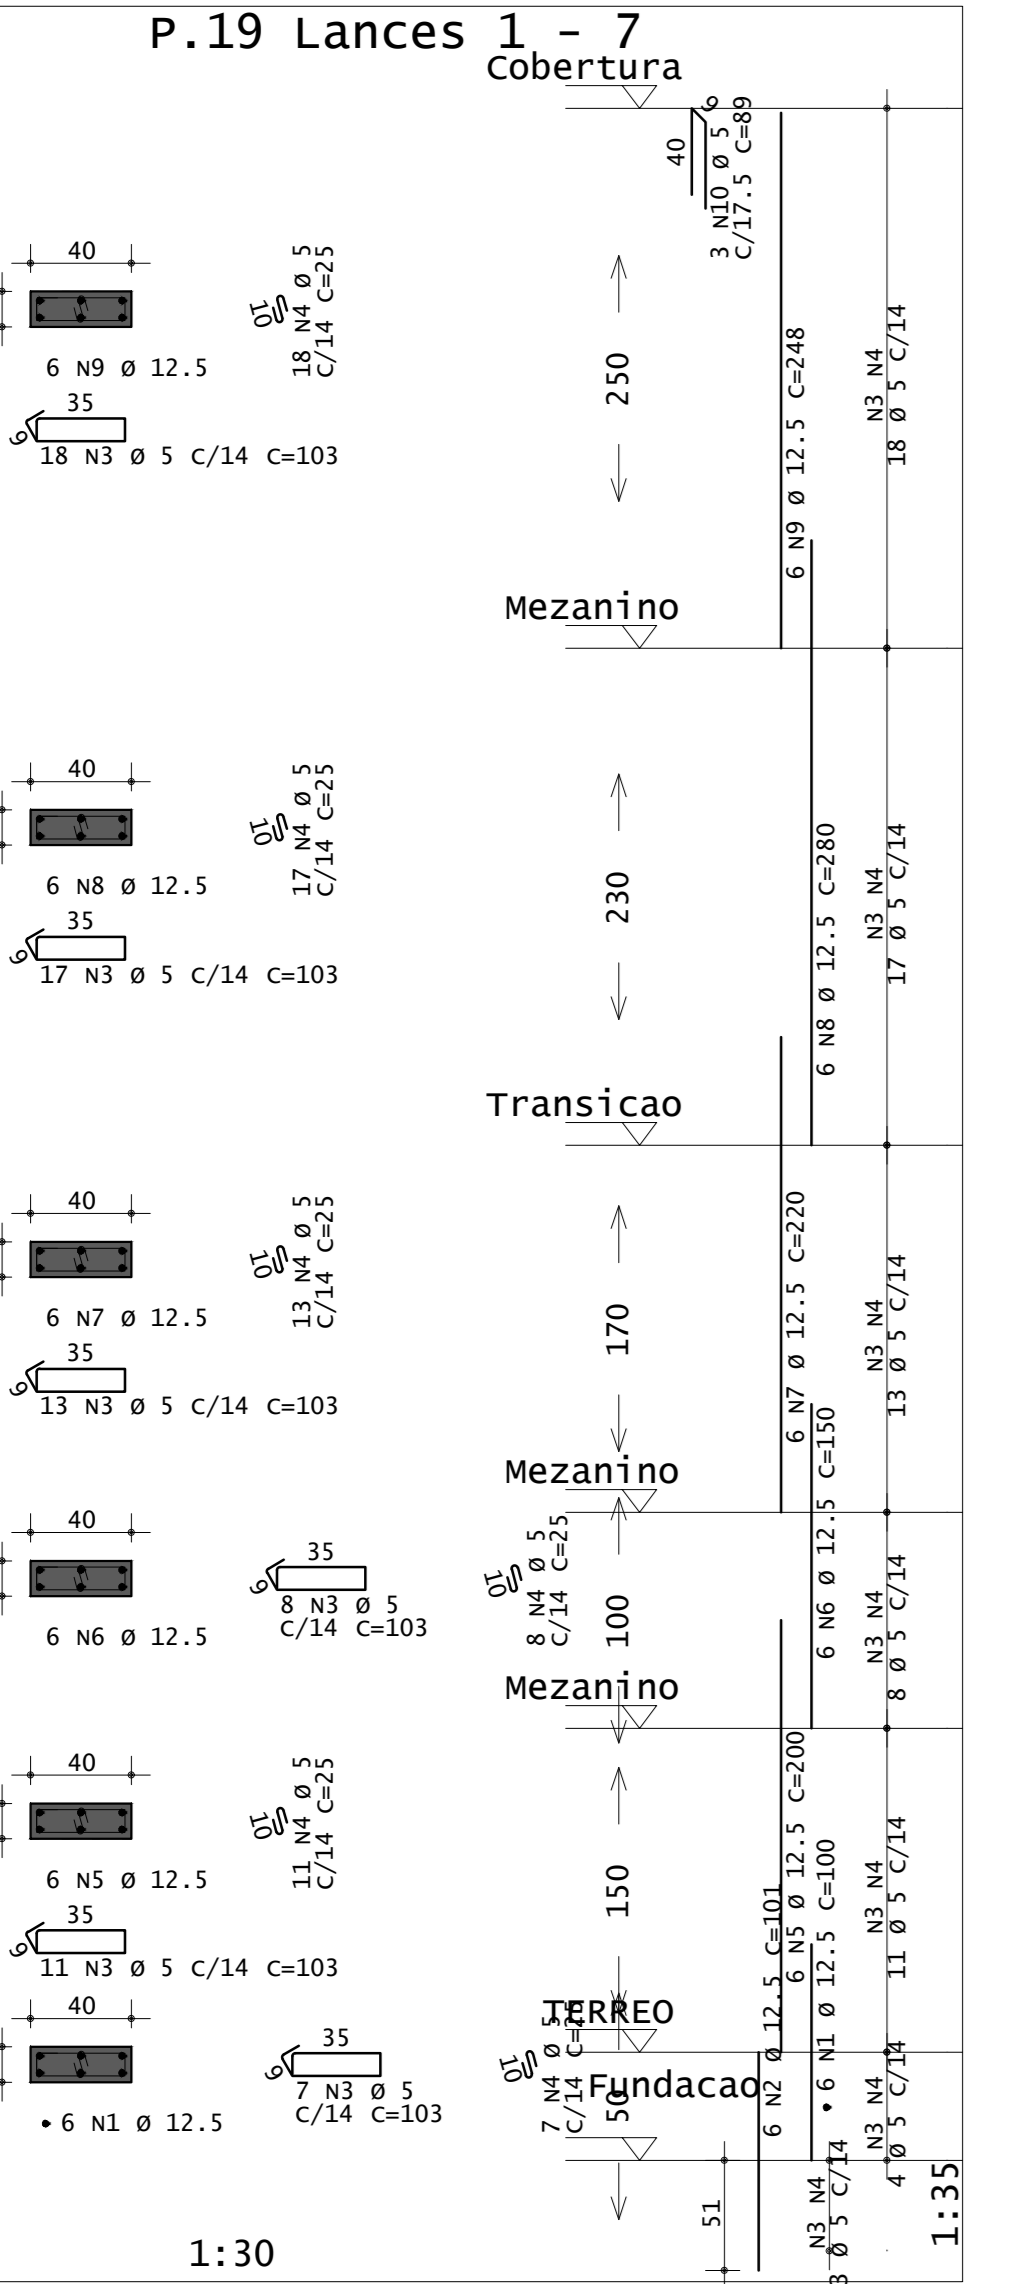 P.19 Lances 1 - 7
Cobertura
9
40
3 N10 Ø 5
C/17.5 C=89
40
6 N9 Ø 12.5
35
9
18 N3 Ø 5 C/14 C=103
10
18 N4 Ø 5
C/14 C=25
250
6 N9 Ø 12.5 C=248
N3 N4
18 Ø 5 C/14
Mezanino
40
6 N8 Ø 12.5
35
9
17 N3 Ø 5 C/14 C=103
10
17 N4 Ø 5
C/14 C=25
230
6 N8 Ø 12.5 C=280
N3 N4
17 Ø 5 C/14
Transicao
40
6 N7 Ø 12.5
35
9
13 N3 Ø 5 C/14 C=103
10
13 N4 Ø 5
C/14 C=25
170
6 N7 Ø 12.5 C=220
N3 N4
13 Ø 5 C/14
Mezanino
40
6 N6 Ø 12.5
35
9
8 N3 Ø 5
C/14 C=103
10
8 N4 Ø 5
C/14 C=25
100
6 N6 Ø 12.5 C=150
N3 N4
8 Ø 5 C/14
Mezanino
40
6 N5 Ø 12.5
35
9
11 N3 Ø 5 C/14 C=103
10
11 N4 Ø 5
C/14 C=25
150
6 N5 Ø 12.5 C=200
N3 N4
11 Ø 5 C/14
TERREO
40
6 N1 Ø 12.5
35
9
7 N3 Ø 5
C/14 C=103
10
7 N4 Ø 5
C/14 C=25
Fundacao
50
6 N2 Ø 12.5 C=101
6 N1 Ø 12.5 C=100
N3 N4
4 Ø 5 C/14
51
N3 N4
3 Ø 5 C/14
1:30
1:35